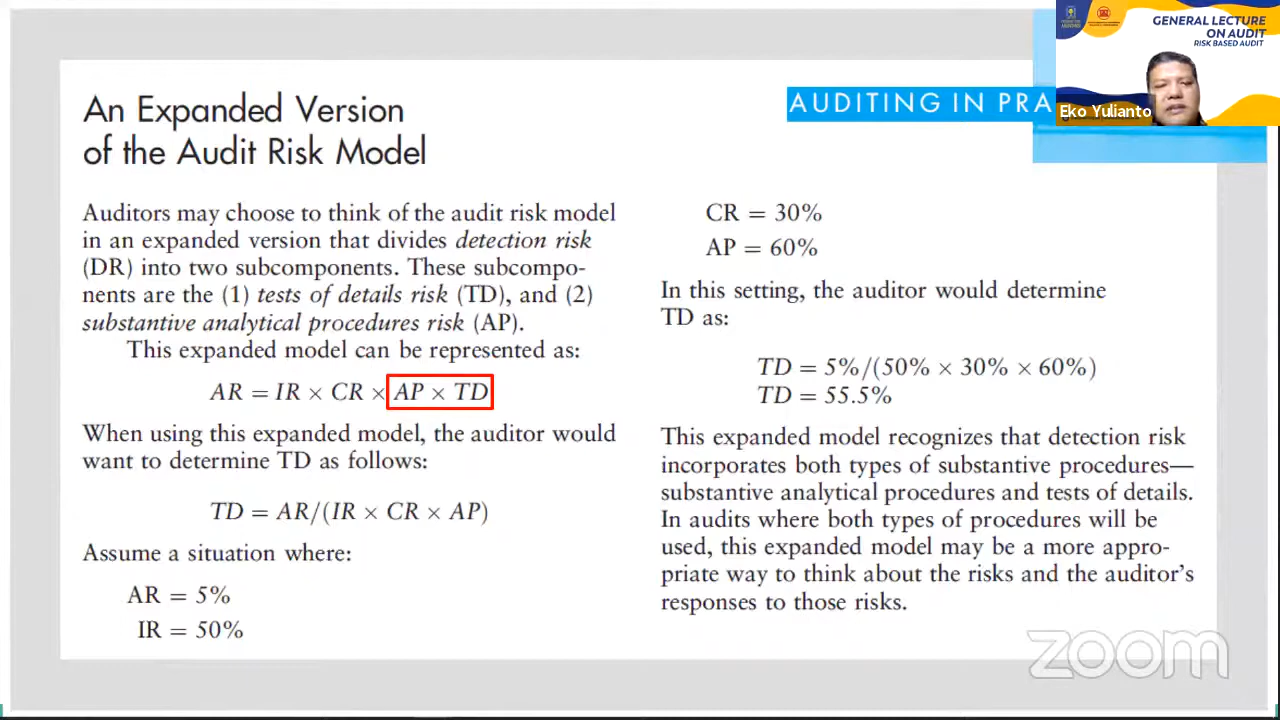 GENERAL LECTURE
ON AUDIT
RISK BASED AUDIT
Eko Yulianto
AUDITING IN PRA
An Expanded Version
of the Audit Risk Model
Auditors may choose to think of the audit risk model
in an expanded version that divides detection risk
(DR) into two subcomponents. These subcompo-
nents are the (1) tests of details risk (TD), and (2)
substantive analytical procedures risk (AP).
This expanded model can be represented as:
AR = IR × CR × AP × TD
When using this expanded model, the auditor would
want to determine TD as follows:
TD = AR/(IR × CR × AP)
Assume a situation where:
AR = 5%
IR = 50%
CR = 30%
AP = 60%
In this setting, the auditor would determine
TD as:
TD = 5%/(50% × 30% × 60%)
TD = 55.5%
This expanded model recognizes that detection risk
incorporates both types of substantive procedures—
substantive analytical procedures and tests of details.
In audits where both types of procedures will be
used, this expanded model may be a more appro-
priate way to think about the risks and the auditor's
responses to those risks.
zoom